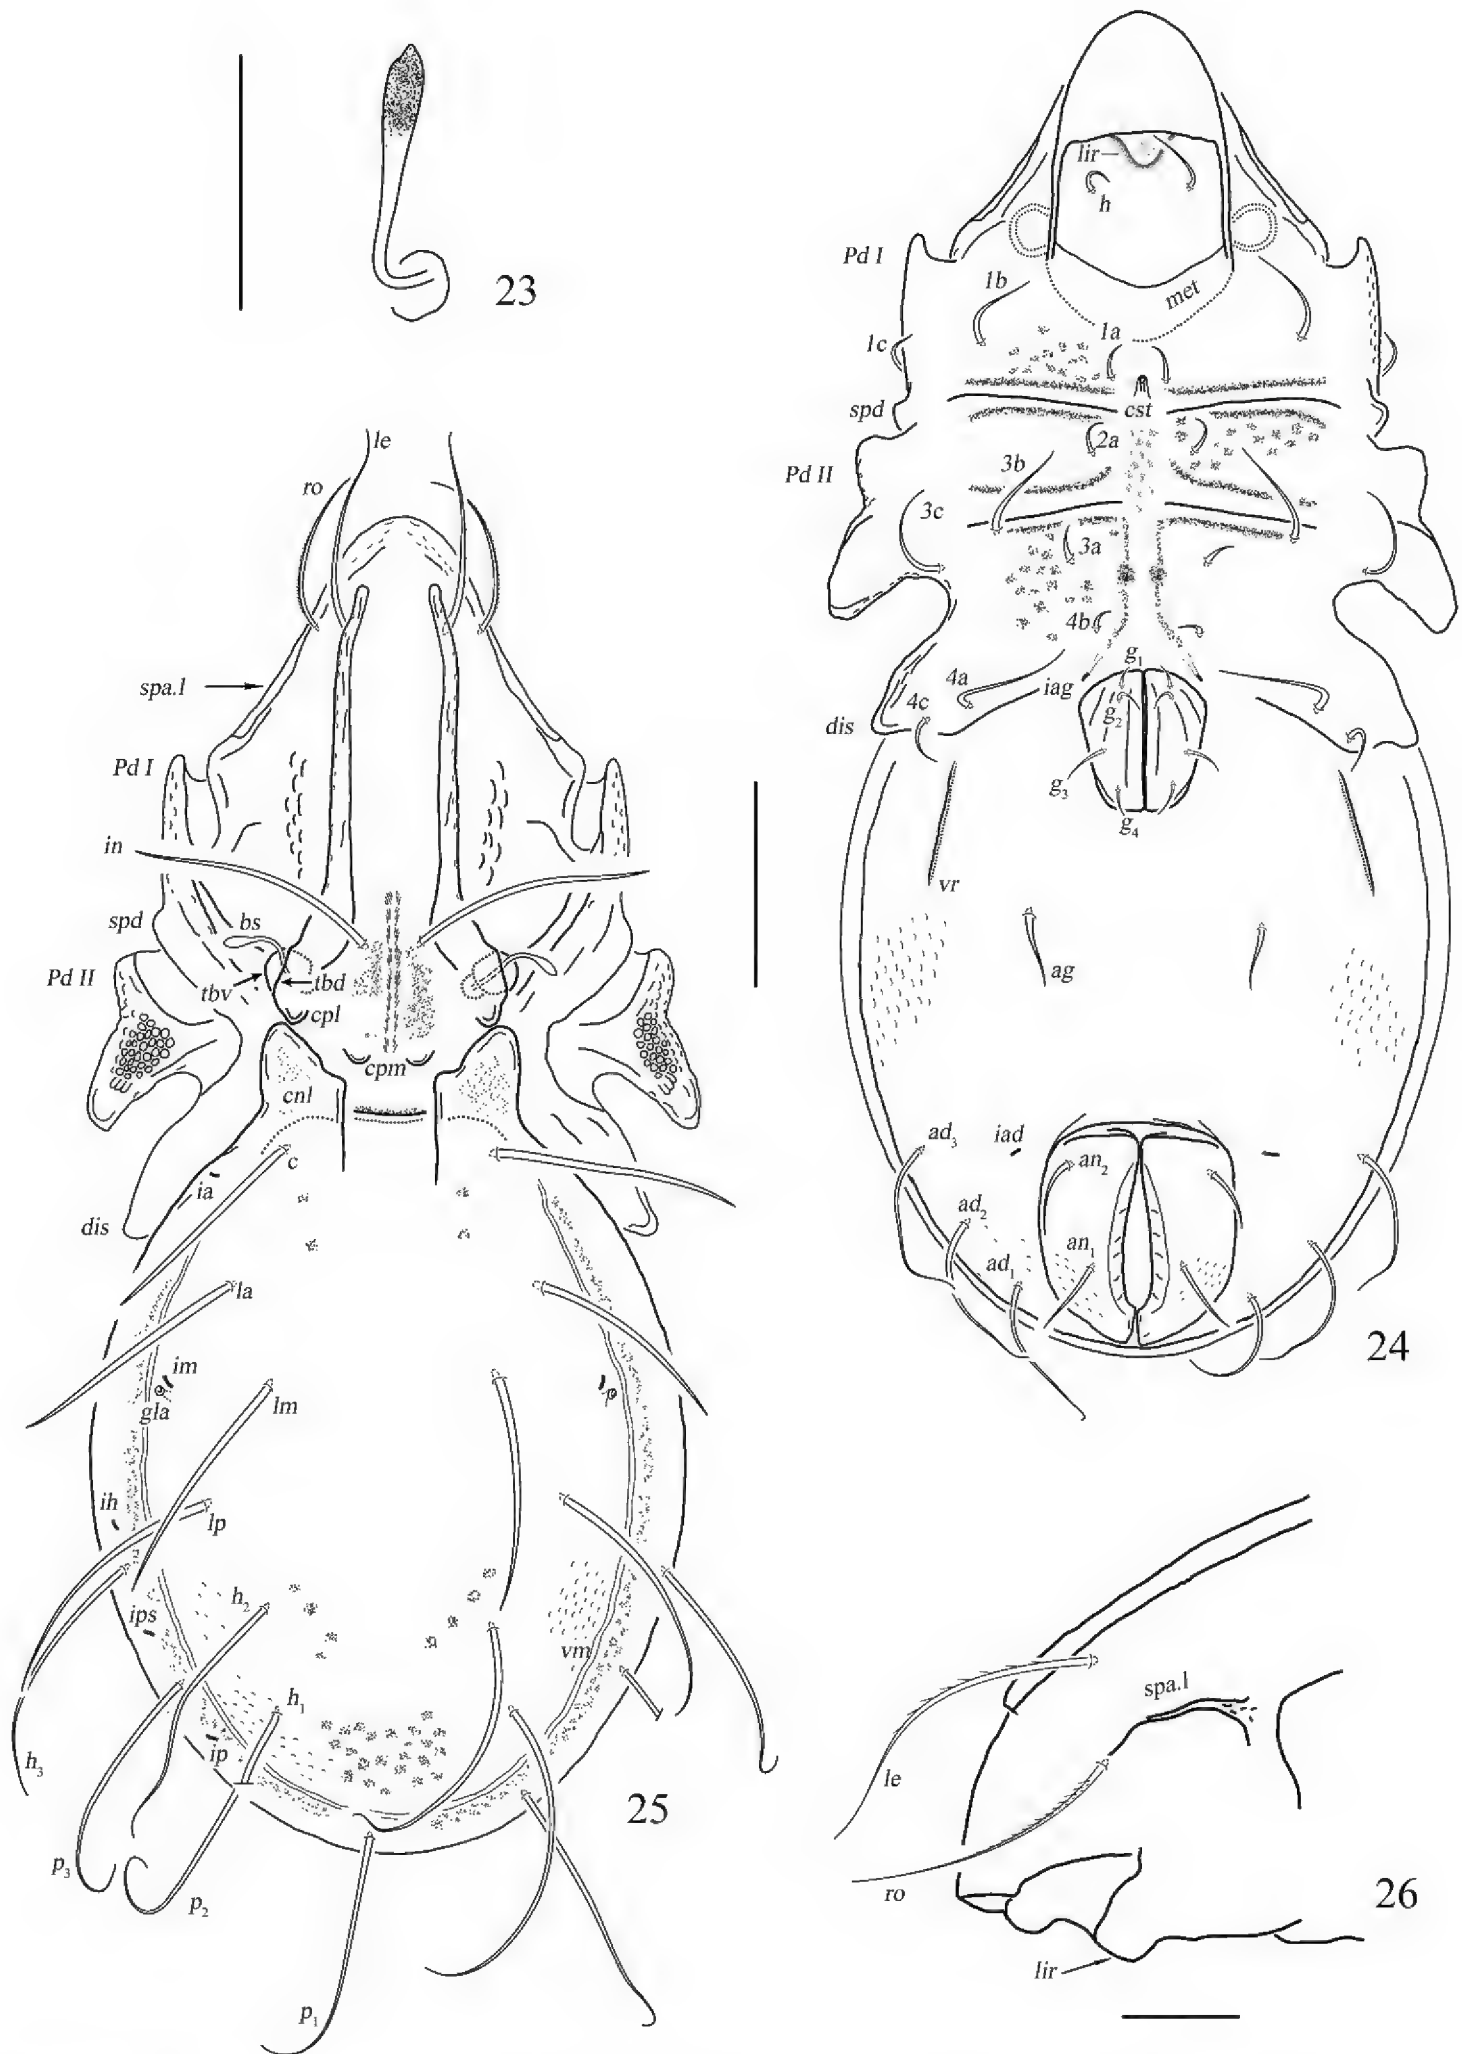 23
lir
h
Pd I
1b
met
1c
1a
spd
cst
2a
Pd II
3b
3c
3a
4b
g1
4a
iag
4c
g2
dis
g3
g4
vr
ag
ad3
iad
an2
ad2
an1
ad1
24
le
ro
spa.l
Pd I
in
spd
bs
Pd II
tbv
tbd
cpl
cpm
cnl
c
ia
dis
la
im
gla
lm
ih
lp
h2
ips
vm
h1
ip
h3
25
p3
p2
p1
spa.l
le
ro
26
lir